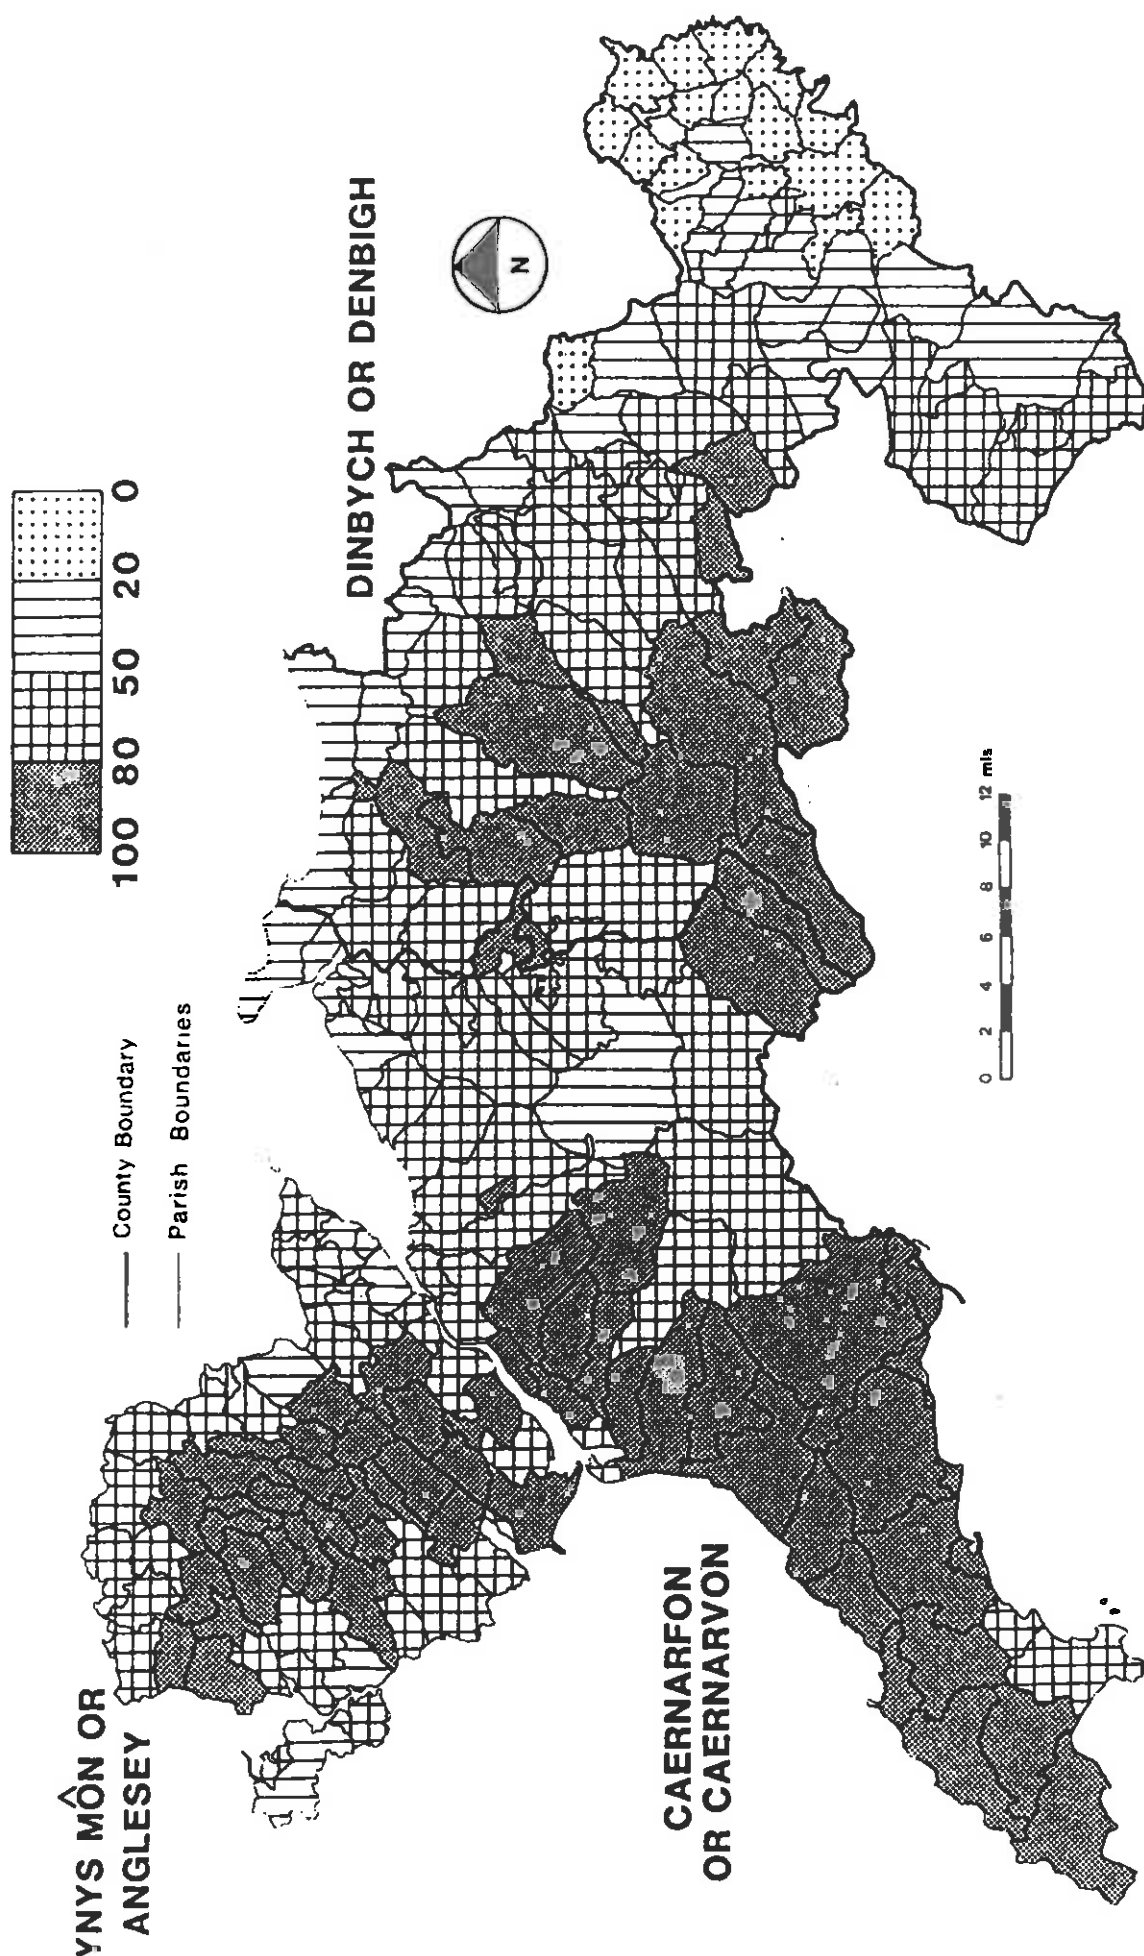 YNYS MÔN OR
ANGLESEY
CAERNARFON
OR CAERNARVON
DINBYCH OR DENBIGH
County Boundary
Parish Boundaries
100 80 50 20 0
N
0 2 4 6 8 10 12 mls